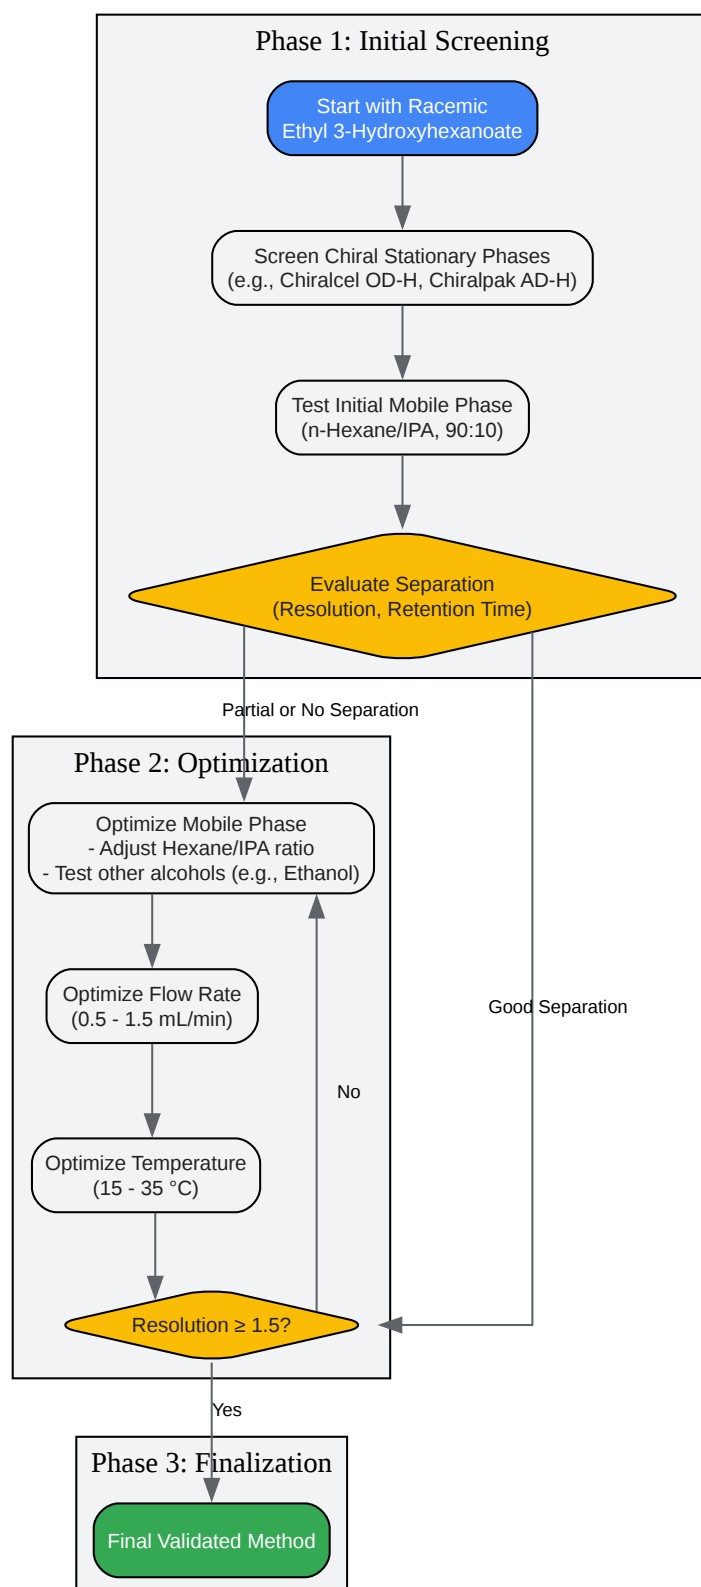 Phase 1: Initial Screening
Start with Racemic
Ethyl 3-Hydroxyhexanoate
Screen Chiral Stationary Phases
(e.g., Chiralcel OD-H, Chiralpak AD-H)
Test Initial Mobile Phase
(n-Hexane/IPA, 90:10)
Evaluate Separation
(Resolution, Retention Time)
Partial or No Separation
Phase 2: Optimization
Optimize Mobile Phase
- Adjust Hexane/IPA ratio
- Test other alcohols (e.g., Ethanol)
Optimize Flow Rate
(0.5 - 1.5 mL/min)
Good Separation
No
Optimize Temperature
(15 - 35 °C)
Resolution ≥ 1.5?
Yes
Phase 3: Finalization
Final Validated Method